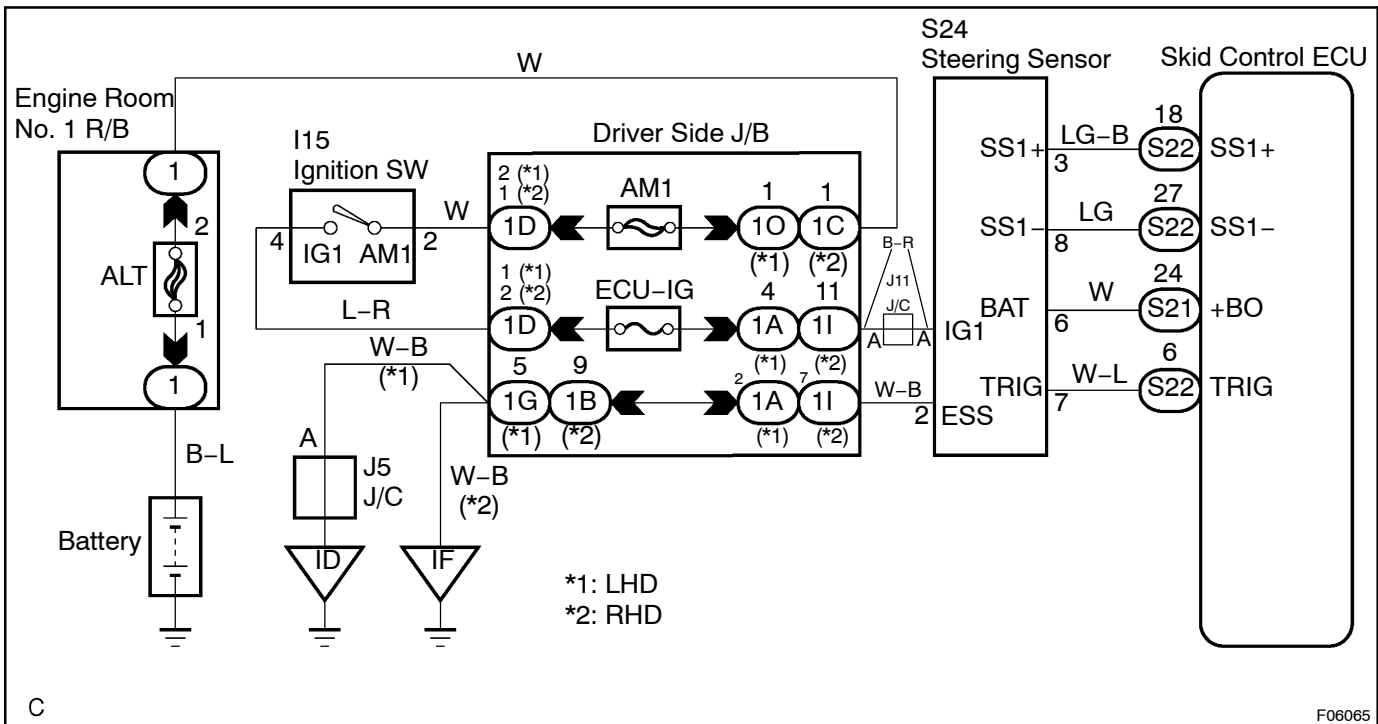 S24
Steering Sensor
Skid Control ECU
W
Engine Room
No. 1 R/B
I15
Ignition SW
Driver Side J/B
1
2
ALT
1
1
B–L
Battery
4
IG1 AM1
2
W
L–R
2 (*1)
1 (*2)
1D
AM1
1
1
1O
1C
(*1)
(*2)
1 (*1)
2 (*2)
1D
ECU–IG
4
11
1A
1I
(*1)
(*2)
B–R
J11
J/C
A
A
IG1
W–B
(*1)
5
9
1G
1B
(*1)
(*2)
2
7
1A
1I
(*1)
(*2)
W–B
2
ESS
A
J5
J/C
W–B
(*2)
ID
IF
*1: LHD
*2: RHD
SS1+
3
LG–B
18
S22
SS1+
SS1–
8
LG
27
S22
SS1–
BAT
6
W
24
S21
+BO
TRIG
7
W–L
6
S22
TRIG
C
F06065